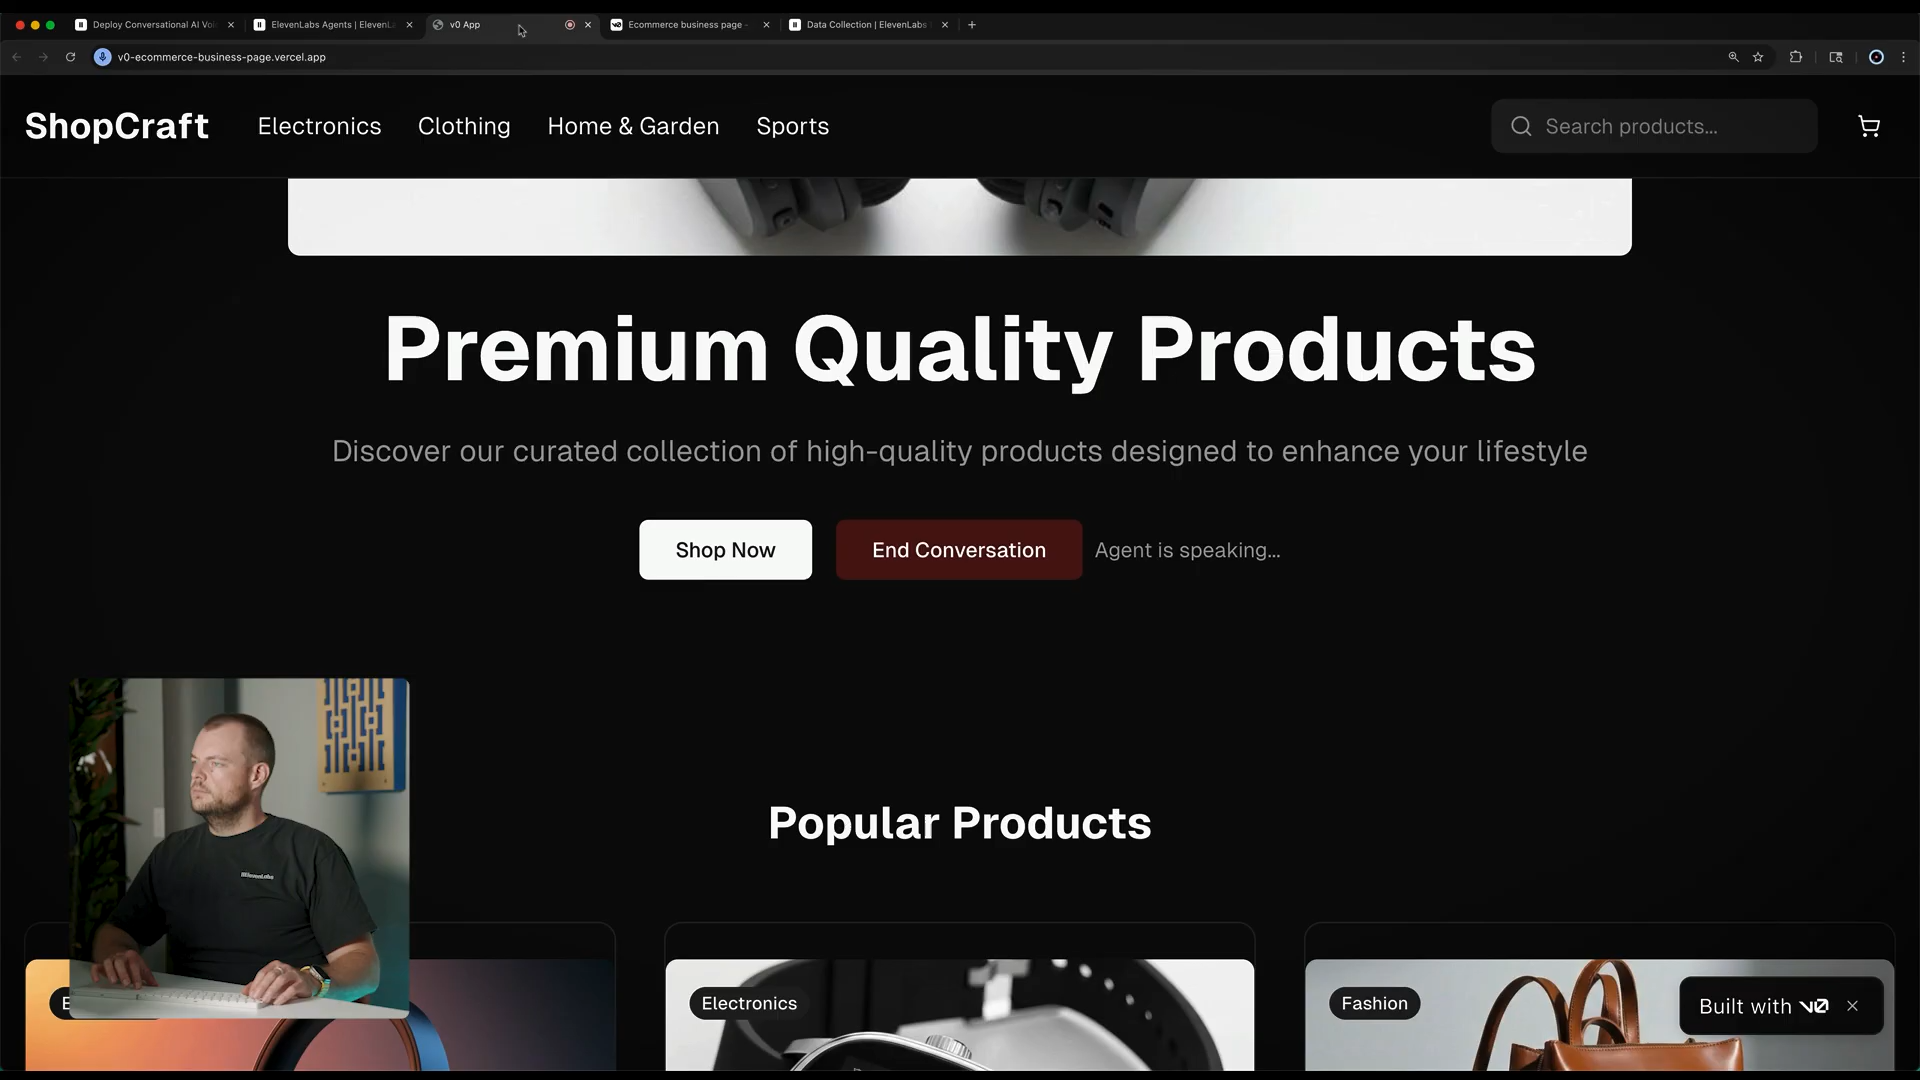 Deploy Conversational AI Voi
ElevenLabs Agents | ElevenLa
v0 App
Ecommerce business page -
Data Collection | ElevenLabs
v0-ecommerce-business-page.vercel.app
ShopCraft
Electronics
Clothing
Home & Garden
Sports
Search products...
Premium Quality Products
Discover our curated collection of high-quality products designed to enhance your lifestyle
Shop Now
End Conversation
Agent is speaking...
IIElevenLabs
Popular Products
E
Electronics
Fashion
Built with v0